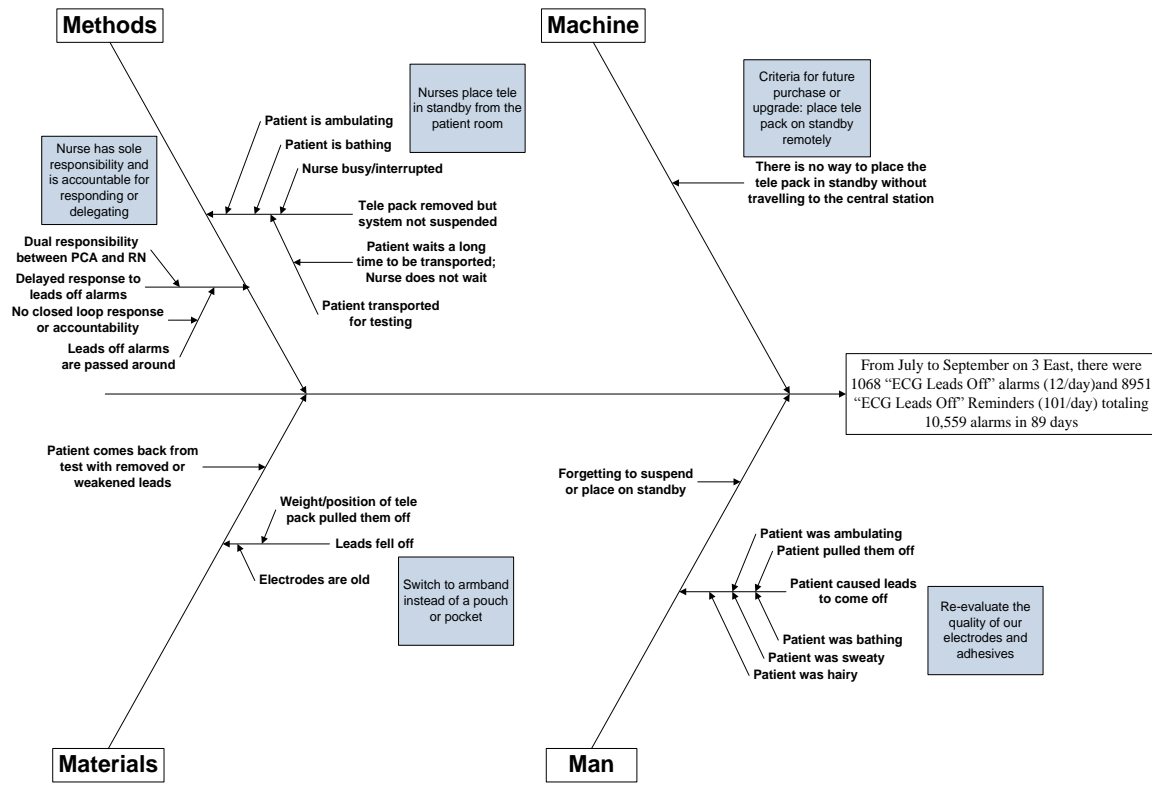 Methods
Machine
Nurses place tele
in standby from the
patient room
Criteria for future
purchase or
upgrade: place tele
pack on standby
remotely
Patient is ambulating
Patient is bathing
Nurse busy/interrupted
Nurse has sole
responsibility and
is accountable for
responding or
delegating
There is no way to place the
tele pack in standby without
travelling to the central station
Tele pack removed but
system not suspended
Dual responsibility
between PCA and RN
Patient waits a long
time to be transported;
Nurse does not wait
Delayed response to
leads off alarms
No closed loop response
or accountability
Patient transported
for testing
Leads off alarms
are passed around
From July to September on 3 East, there were
1068 “ECG Leads Off” alarms (12/day)and 8951
“ECG Leads Off” Reminders (101/day) totaling
10,559 alarms in 89 days
Patient comes back from
test with removed or
weakened leads
Forgetting to suspend
or place on standby
Weight/position of tele
pack pulled them off
Leads fell off
Electrodes are old
Switch to armband
instead of a pouch
or pocket
Patient was ambulating
Patient pulled them off
Patient caused leads
to come off
Re-evaluate the
quality of our
electrodes and
adhesives
Patient was bathing
Patient was sweaty
Patient was hairy
Materials
Man